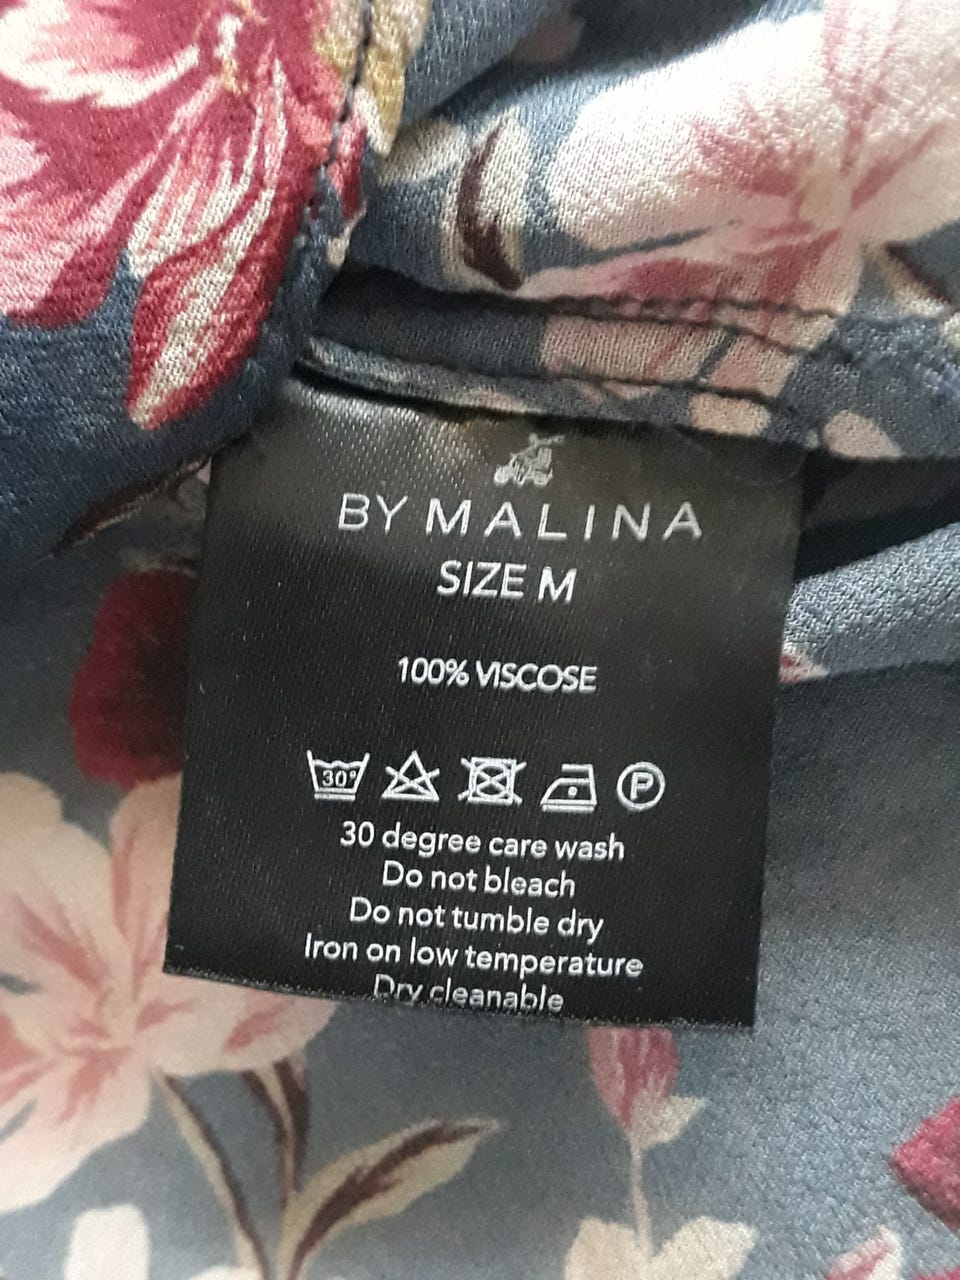 BY MALINA
SIZE M
100% VISCOSE
30° P
30 degree care wash
Do not bleach
Do not tumble dry
Iron on low temperature
Dry cleanable